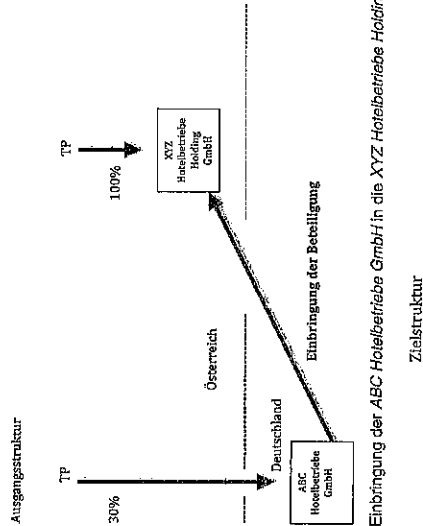 Ausgangsstruktur
TP
TP
30%
100%
XYZ
Hotelbetriebe
Holding
GmbH
Österreich
Deutschland
Einbringung der Beteiligung
ABC
Hotelbetriebe
GmbH
Einbringung der ABC Hotelbetriebe GmbH in die XYZ Hotelbetriebe Holdin
Zielstruktur